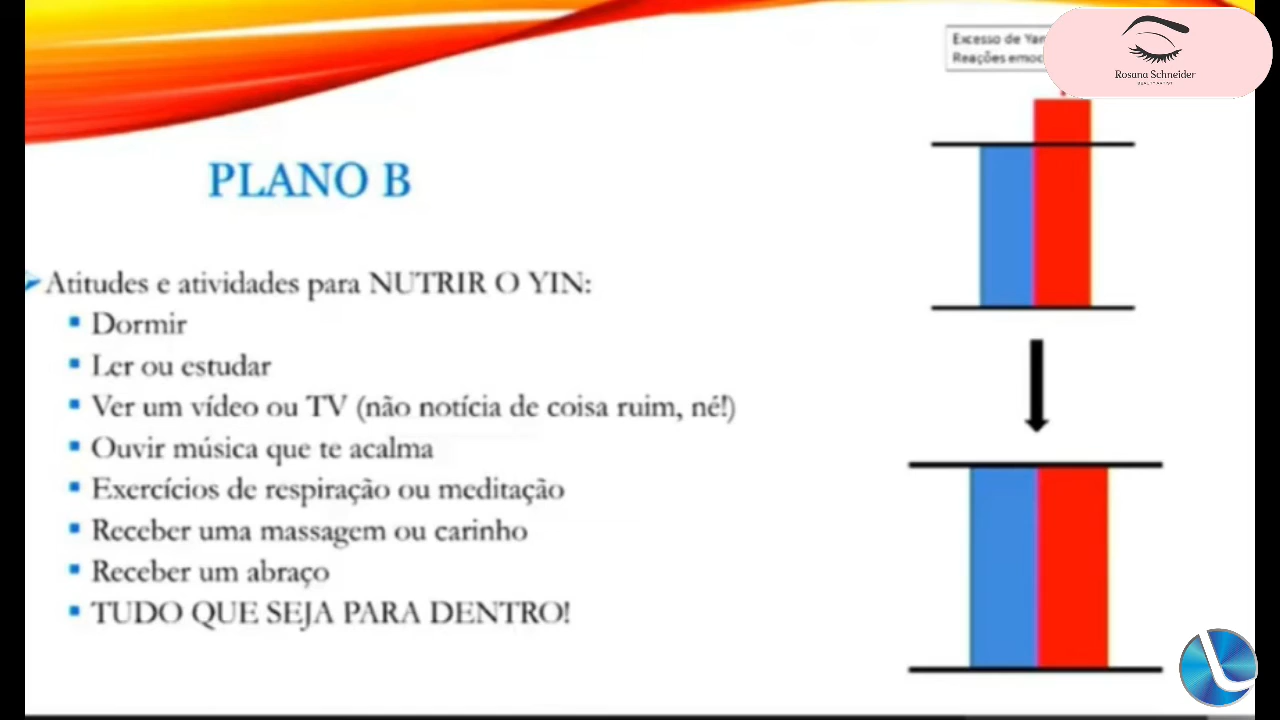 Excesso de Yan
Reações emoc
Rosana Schneider
PLANO B
Atitudes e atividades para NUTRIR O YIN:
Dormir
Ler ou estudar
Ver um vídeo ou TV (não notícia de coisa ruim, né!)
Ouvir música que te acalma
Exercícios de respiração ou meditação
Receber uma massagem ou carinho
Receber um abraço
TUDO QUE SEJA PARA DENTRO!